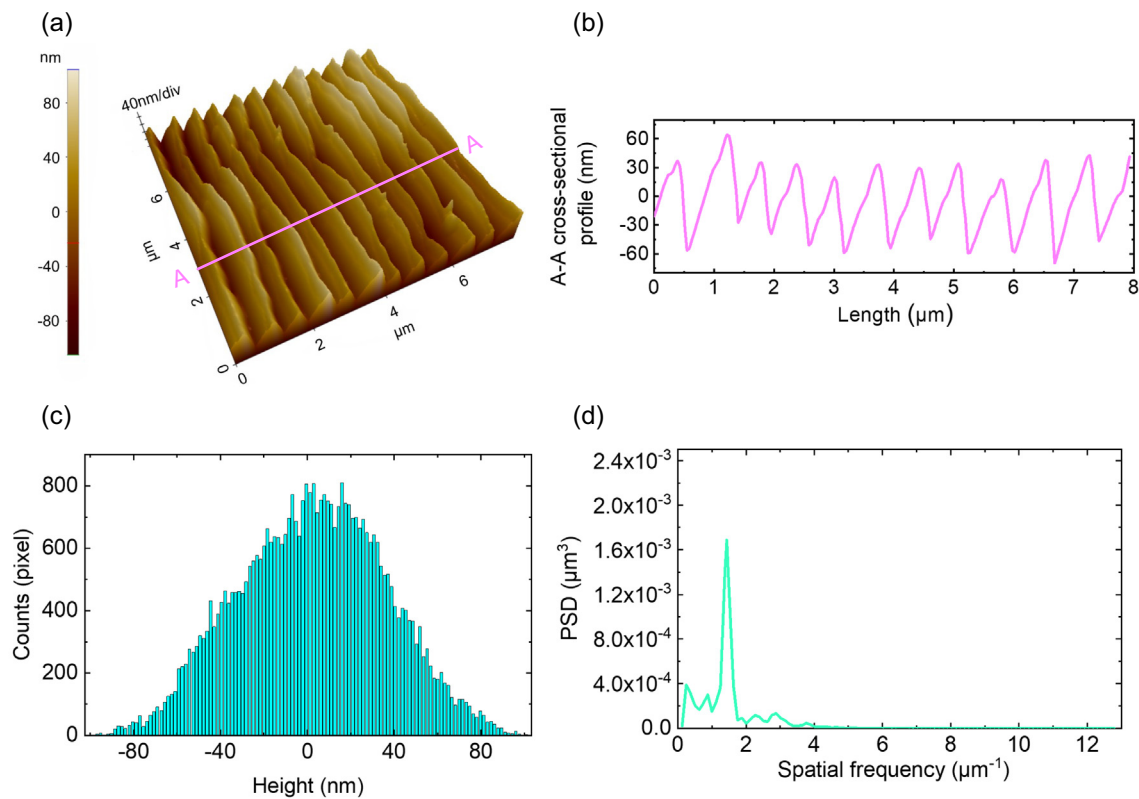 (a)
nm
80
40
0
-40
-80
40nm/div
6
4
µm
2
0
0
2
4
µm
6
A
A
(b)
A-A cross-sectional
profile (nm)
60
30
0
-30
-60
0 1 2 3 4 5 6 7 8
Length (µm)
(c)
Counts (pixel)
800
600
400
200
0
-80 -40 0 40 80
Height (nm)
(d)
PSD (µm³)
2.4x10⁻³
2.0x10⁻³
1.6x10⁻³
1.2x10⁻³
8.0x10⁻⁴
4.0x10⁻⁴
0.0
0 2 4 6 8 10 12
Spatial frequency (µm⁻¹)